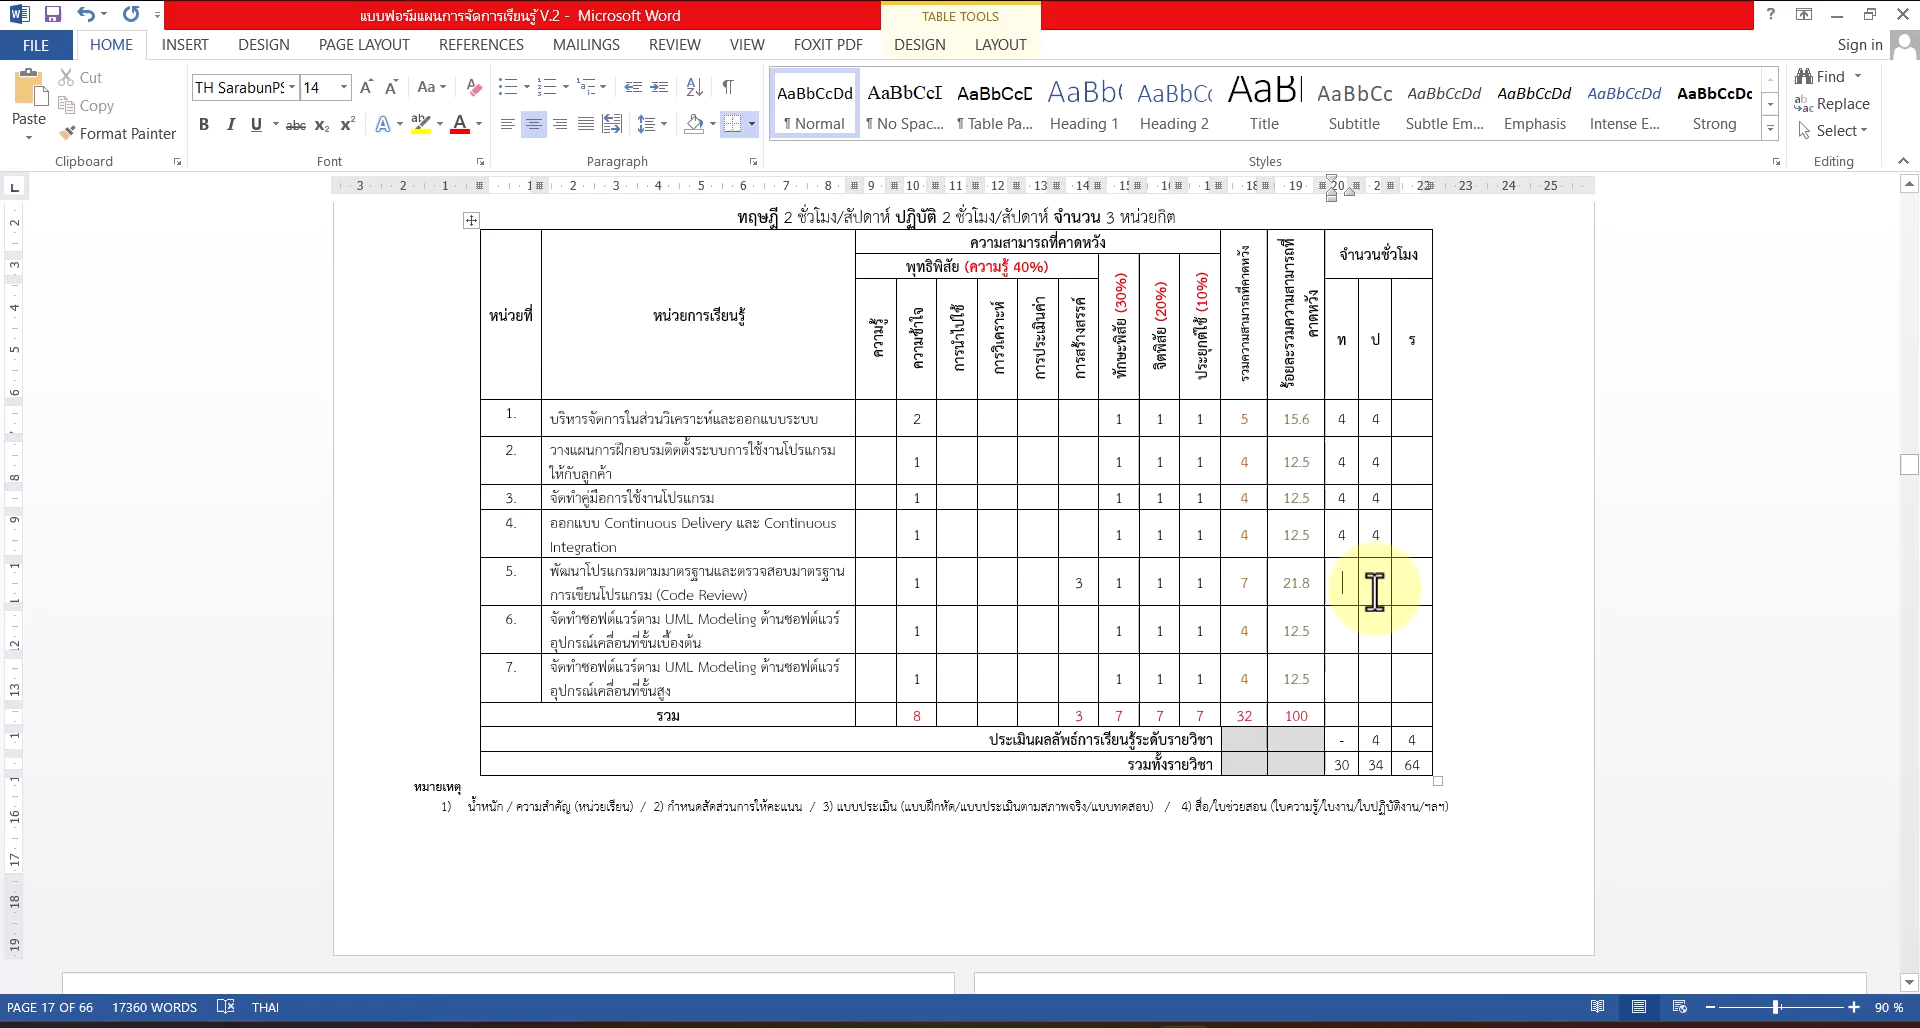 แบบฟอร์มแผนการจัดการเรียนรู้ V.2 - Microsoft Word
TABLE TOOLS
FILE HOME INSERT DESIGN PAGE LAYOUT REFERENCES MAILINGS REVIEW VIEW FOXIT PDF DESIGN LAYOUT Sign in
Paste Cut Copy Format Painter
TH SarabunPS 14
AaBbCcDd AaBbCcI AaBbCcD AaBb( AaBbCc AaBl AaBbCc AaBbCcDd AaBbCcDd AaBbCcDd AaBbCcDc
¶ Normal ¶ No Spac... ¶ Table Pa... Heading 1 Heading 2 Title Subtitle Subtle Em... Emphasis Intense E... Strong
Find Replace Select
Clipboard Font Paragraph Styles Editing
ทฤษฎี 2 ชั่วโมง/สัปดาห์ ปฏิบัติ 2 ชั่วโมง/สัปดาห์ จำนวน 3 หน่วยกิต
หน่วยที่ หน่วยการเรียนรู้
ความสามารถที่คาดหวัง
พุทธิพิสัย (ความรู้ 40%)
ความรู้
ความเข้าใจ
การนำไปใช้
การวิเคราะห์
การประเมินค่า
การสร้างสรรค์
ทักษะพิสัย (30%)
จิตพิสัย (20%)
ประยุกต์ใช้ (10%)
รวมความสามารถที่คาดหวัง
ร้อยละรวมความสามารถที่
คาดหวัง
จำนวนชั่วโมง
ท ป ร
1. บริหารจัดการในส่วนวิเคราะห์และออกแบบระบบ 2 1 1 1 5 15.6 4 4
2. วางแผนการฝึกอบรมติดตั้งระบบการใช้งานโปรแกรม
ให้กับลูกค้า 1 1 1 1 4 12.5 4 4
3. จัดทำคู่มือการใช้งานโปรแกรม 1 1 1 1 4 12.5 4 4
4. ออกแบบ Continuous Delivery และ Continuous
Integration 1 1 1 1 4 12.5 4 4
5. พัฒนาโปรแกรมตามมาตรฐานและตรวจสอบมาตรฐาน
การเขียนโปรแกรม (Code Review) 1 3 1 1 1 7 21.8
6. จัดทำซอฟต์แวร์ตาม UML Modeling ด้านซอฟต์แวร์
อุปกรณ์เคลื่อนที่ขั้นเบื้องต้น 1 1 1 1 4 12.5
7. จัดทำซอฟต์แวร์ตาม UML Modeling ด้านซอฟต์แวร์
อุปกรณ์เคลื่อนที่ขั้นสูง 1 1 1 1 4 12.5
รวม 8 3 7 7 7 32 100
ประเมินผลลัพธ์การเรียนรู้ระดับรายวิชา - 4 4
รวมทั้งรายวิชา 30 34 64
หมายเหตุ
1) น้ำหนัก / ความสำคัญ (หน่วยเรียน) / 2) กำหนดสัดส่วนการให้คะแนน / 3) แบบประเมิน (แบบฝึกหัด/แบบประเมินตามสภาพจริง/แบบทดสอบ) / 4) สื่อ/ใบช่วยสอน (ใบความรู้/ใบงาน/ใบปฏิบัติงาน/ฯลฯ)
PAGE 17 OF 66 17360 WORDS THAI 90 %